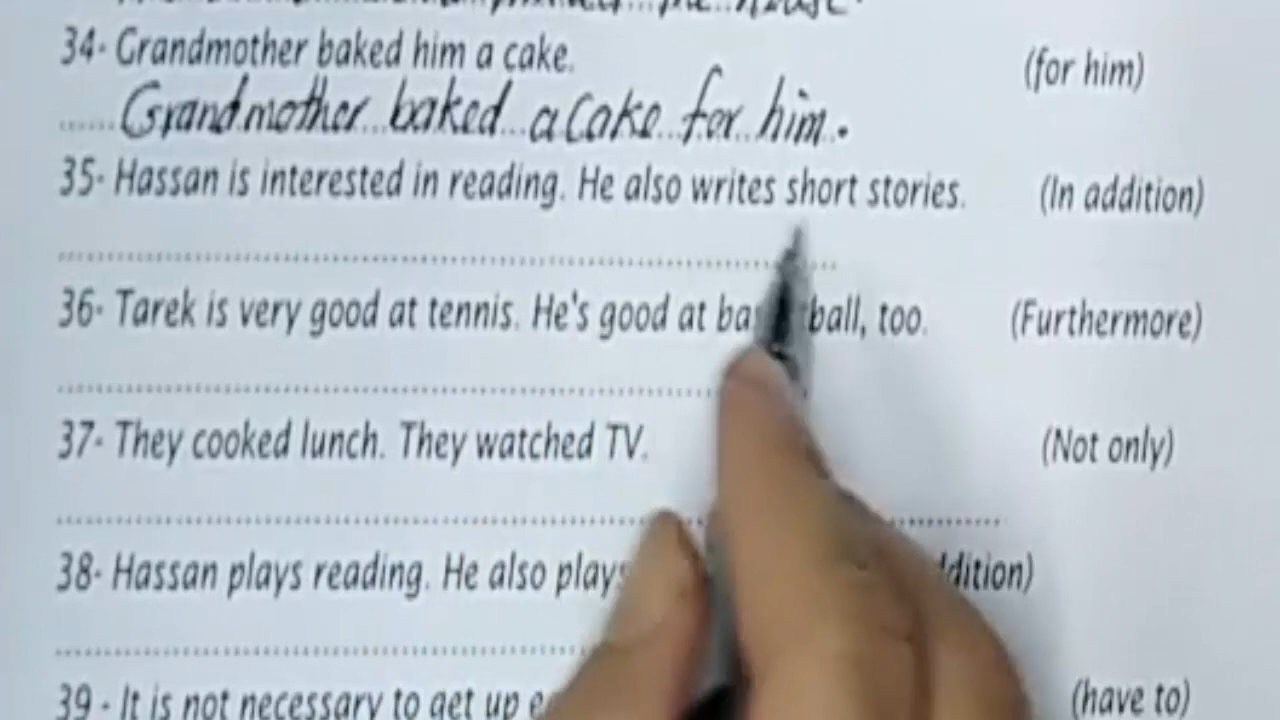 the house.
34- Grandmother baked him a cake. (for him)
Grandmother baked a cake for him.
35- Hassan is interested in reading. He also writes short stories. (In addition)
36- Tarek is very good at tennis. He's good at ball, too. (Furthermore)
37- They cooked lunch. They watched TV. (Not only)
38- Hassan plays reading. He also plays
39 - It is not necessary to get up (have to)